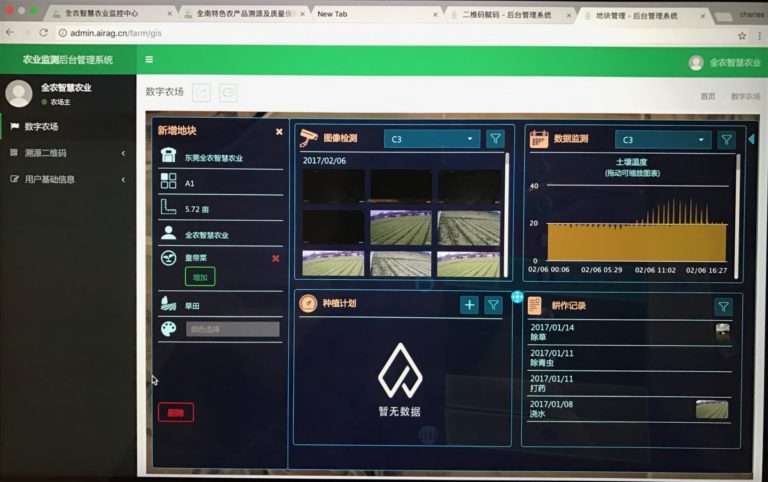 全农智慧农业监控中心
全南特色农产品溯源及质量保
New Tab
二维码赋码 - 后台管理系统
地块管理 - 后台管理系统
charles
admin.airag.cn/farm/gis
农业监测后台管理系统
全农智慧农业
全农智慧农业
农场主
数字农场
首页
数字农场
数字农场
溯源二维码
用户基础信息
新增地块
东莞全农智慧农业
A1
5.72 亩
全农智慧农业
皇帝菜
增加
旱田
颜色选择
删除
图像检测
C3
2017/02/06
数据监测
C3
土壤温度
(拖动可缩放图表)
40
20
0
02/06 00:06
02/06 05:29
02/06 11:02
02/06 16:27
种植计划
暂无数据
耕作记录
2017/01/14
除草
2017/01/11
除青虫
2017/01/11
打药
2017/01/08
浇水